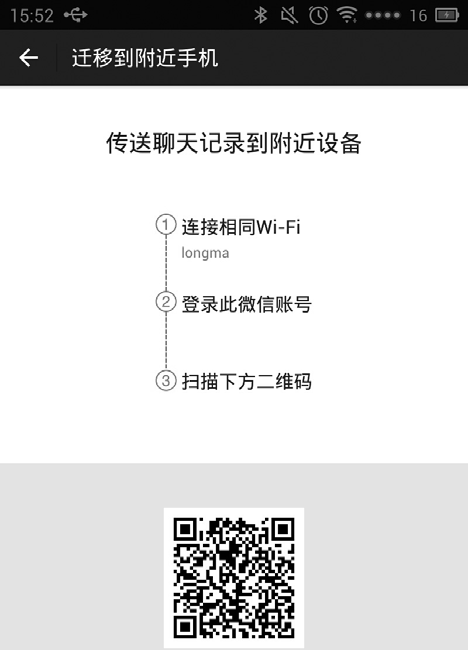 15:52
16
迁移到附近手机
传送聊天记录到附近设备
1 连接相同Wi-Fi
longma
2 登录此微信账号
3 扫描下方二维码